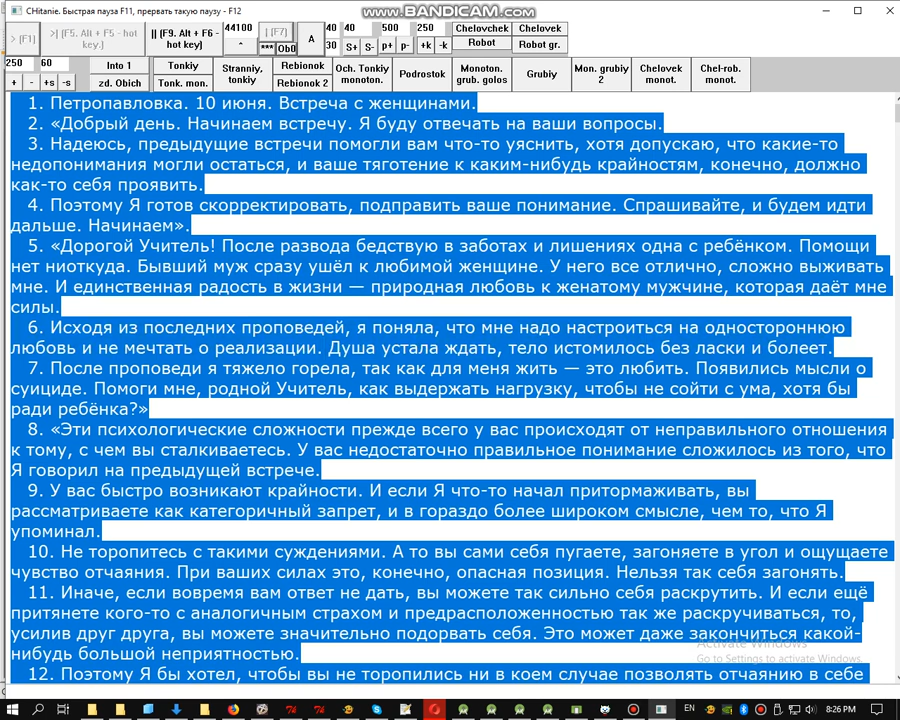 CHitanie. Быстрая пауза F11, прервать такую паузу - F12
www.BANDICAM.com
> (F1)
>| (F5. Alt + F5 - hot key.)
|| (F9. Alt + F6 - hot key)
44100
^
|| (F7)
***
Ob0
A
40
30
40
S+
S-
500
p+
p-
250
+k
-k
Chelovchek
Robot
Chelovek
Robot gr.
250
60
+
-
+s
-s
Into 1
zd. Obich
Tonkiy
Tonk. mon.
Stranniy, tonkiy
Rebionok
Rebionok 2
Och. Tonkiy monoton.
Podrostok
Monoton. grub. golos
Grubiy
Mon. grubiy 2
Chelovek monot.
Chel-rob. monot.
1. Петропавловка. 10 июня. Встреча с женщинами.
2. «Добрый день. Начинаем встречу. Я буду отвечать на ваши вопросы.
3. Надеюсь, предыдущие встречи помогли вам что-то уяснить, хотя допускаю, что какие-то
недопонимания могли остаться, и ваше тяготение к каким-нибудь крайностям, конечно, должно
как-то себя проявить.
4. Поэтому Я готов скорректировать, подправить ваше понимание. Спрашивайте, и будем идти
дальше. Начинаем».
5. «Дорогой Учитель! После развода бедствую в заботах и лишениях одна с ребёнком. Помощи
нет ниоткуда. Бывший муж сразу ушёл к любимой женщине. У него все отлично, сложно выживать
мне. И единственная радость в жизни — природная любовь к женатому мужчине, которая даёт мне
силы.
6. Исходя из последних проповедей, я поняла, что мне надо настроиться на одностороннюю
любовь и не мечтать о реализации. Душа устала ждать, тело истомилось без ласки и болеет.
7. После проповеди я тяжело горела, так как для меня жить — это любить. Появились мысли о
суициде. Помоги мне, родной Учитель, как выдержать нагрузку, чтобы не сойти с ума, хотя бы
ради ребёнка?»
8. «Эти психологические сложности прежде всего у вас происходят от неправильного отношения
к тому, с чем вы сталкиваетесь. У вас недостаточно правильное понимание сложилось из того, что
Я говорил на предыдущей встрече.
9. У вас быстро возникают крайности. И если Я что-то начал притормаживать, вы
рассматриваете как категоричный запрет, и в гораздо более широком смысле, чем то, что Я
упоминал.
10. Не торопитесь с такими суждениями. А то вы сами себя пугаете, загоняете в угол и ощущаете
чувство отчаяния. При ваших силах это, конечно, опасная позиция. Нельзя так себя загонять.
11. Иначе, если вовремя вам ответ не дать, вы можете так сильно себя раскрутить. И если ещё
притянете кого-то с аналогичным страхом и предрасположенностью так же раскручиваться, то,
усилив друг друга, вы можете значительно подорвать себя. Это может даже закончиться какой-
нибудь большой неприятностью.
12. Поэтому Я бы хотел, чтобы вы не торопились ни в коем случае позволять отчаянию в себе
Activate Windows
Go to Settings to activate Windows.
EN
8:26 PM